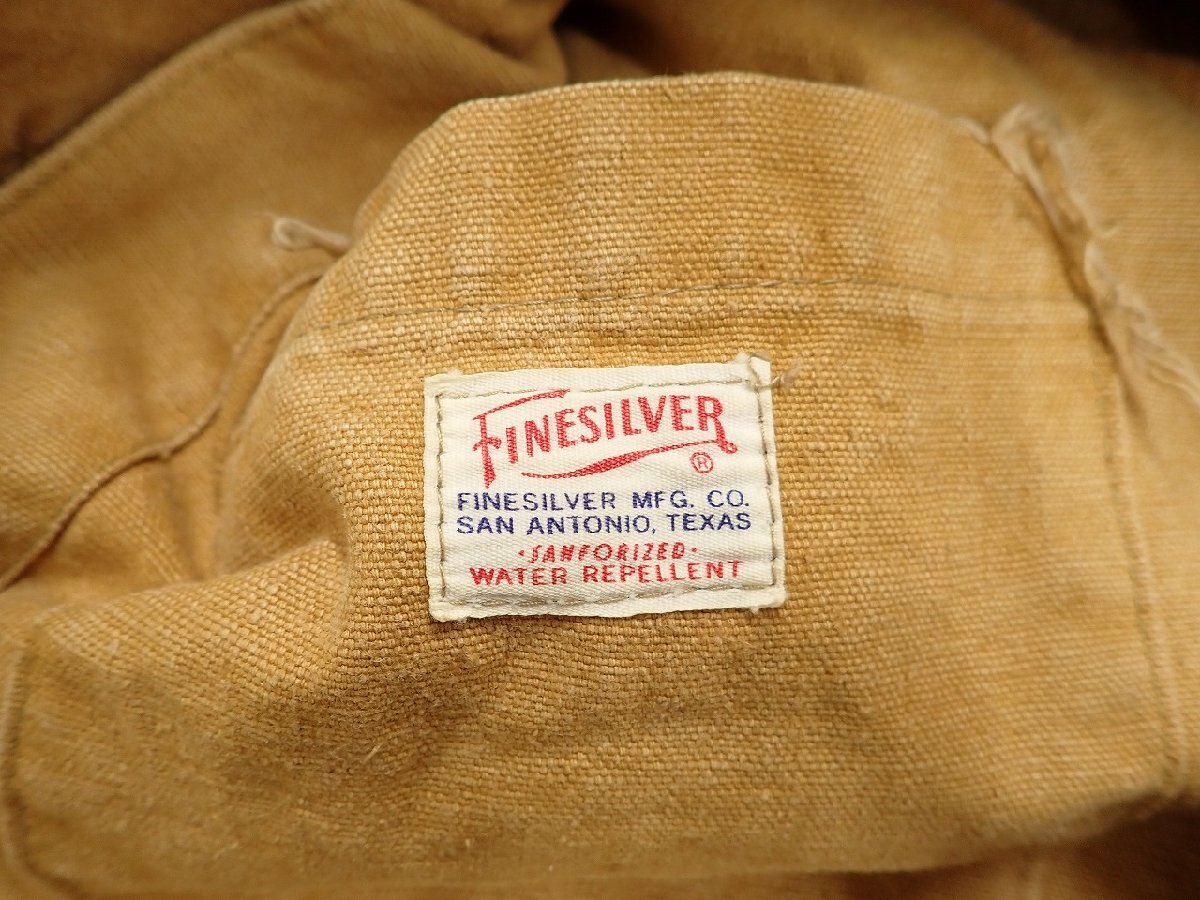 FINESILVER
®
FINESILVER MFG. CO.
SAN ANTONIO, TEXAS
·SANFORIZED·
WATER REPELLENT